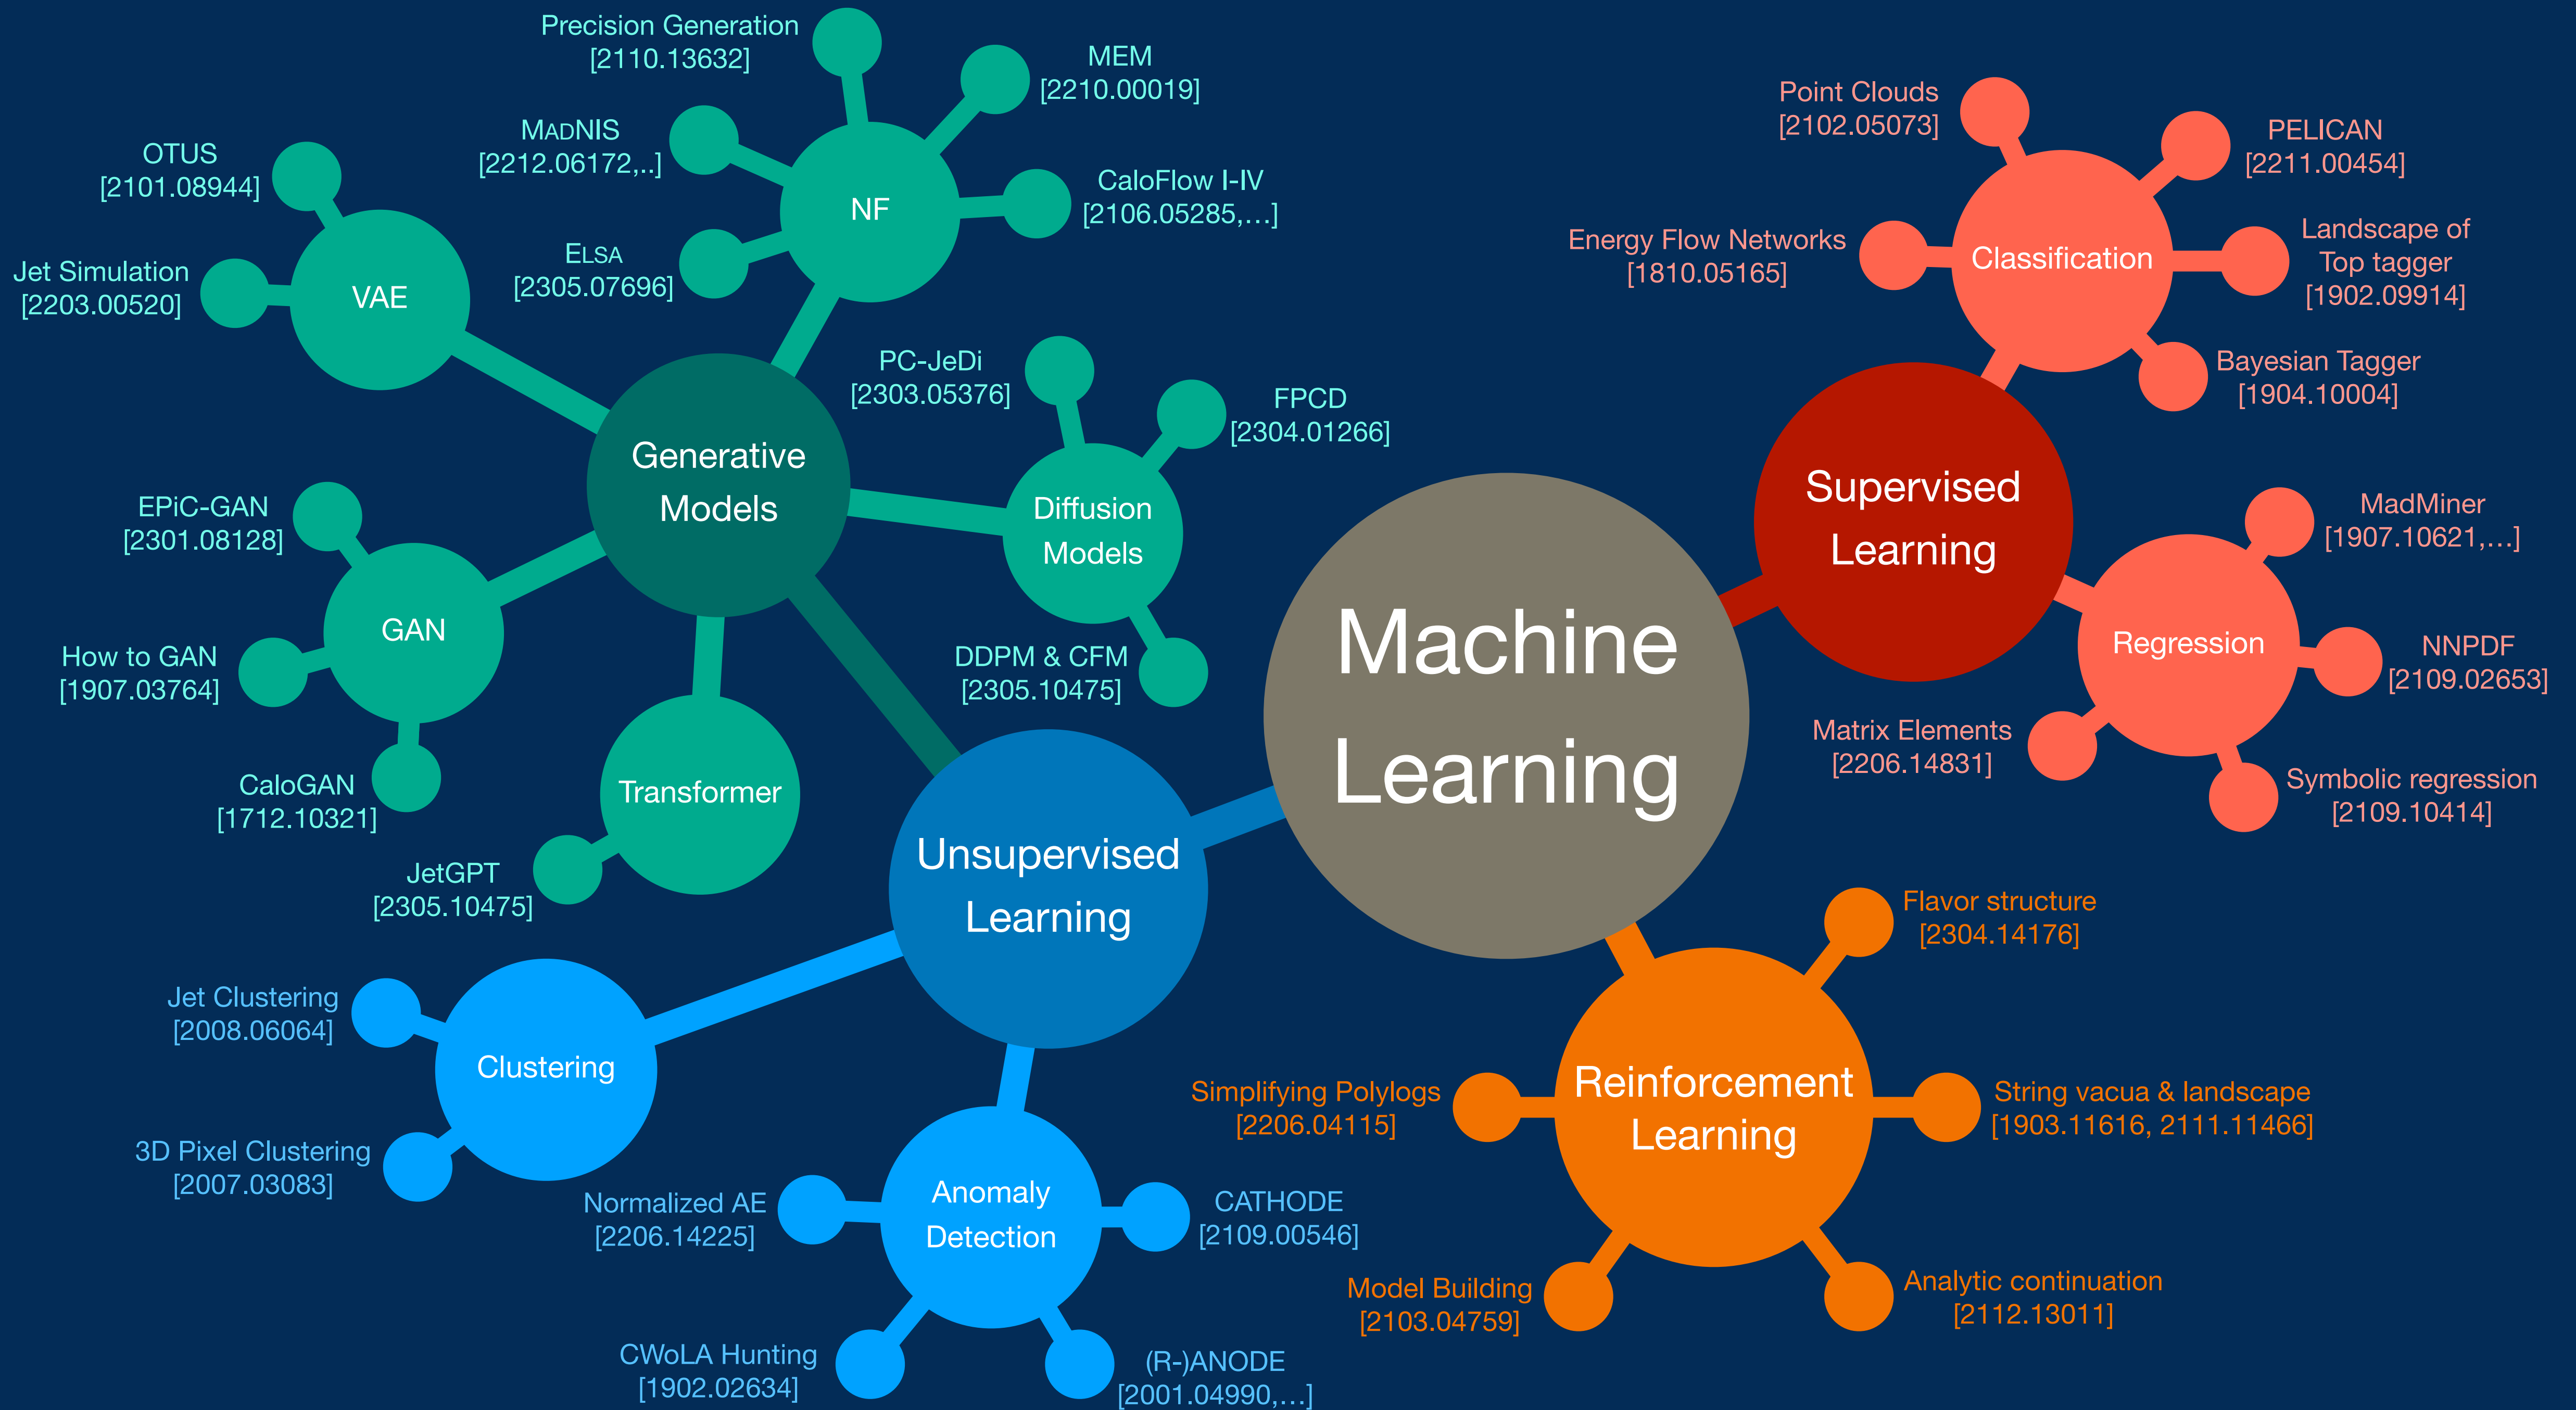 Machine
Learning
Generative
Models
VAE
OTUS
[2101.08944]
Jet Simulation
[2203.00520]
NF
Precision Generation
[2110.13632]
MEM
[2210.00019]
MADNIS
[2212.06172,..]
CaloFlow I-IV
[2106.05285,...]
ELSA
[2305.07696]
Diffusion
Models
PC-JeDi
[2303.05376]
FPCD
[2304.01266]
DDPM & CFM
[2305.10475]
GAN
EPiC-GAN
[2301.08128]
How to GAN
[1907.03764]
CaloGAN
[1712.10321]
Transformer
JetGPT
[2305.10475]
Unsupervised
Learning
Clustering
Jet Clustering
[2008.06064]
3D Pixel Clustering
[2007.03083]
Anomaly
Detection
Normalized AE
[2206.14225]
CATHODE
[2109.00546]
CWoLA Hunting
[1902.02634]
(R-)ANODE
[2001.04990,...]
Supervised
Learning
Classification
Point Clouds
[2102.05073]
PELICAN
[2211.00454]
Energy Flow Networks
[1810.05165]
Landscape of
Top tagger
[1902.09914]
Bayesian Tagger
[1904.10004]
Regression
MadMiner
[1907.10621,...]
NNPDF
[2109.02653]
Matrix Elements
[2206.14831]
Symbolic regression
[2109.10414]
Reinforcement
Learning
Flavor structure
[2304.14176]
Simplifying Polylogs
[2206.04115]
String vacua & landscape
[1903.11616, 2111.11466]
Model Building
[2103.04759]
Analytic continuation
[2112.13011]